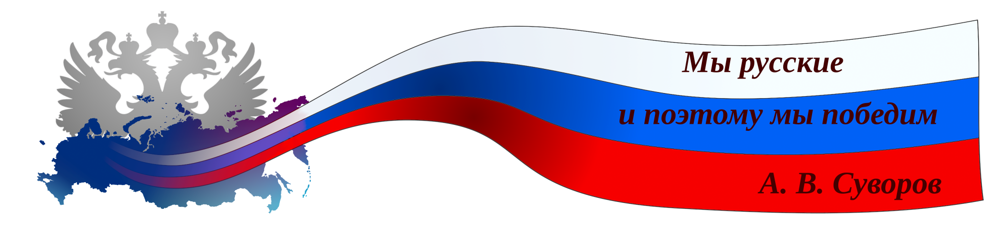 Мы русские
и поэтому мы победим
А. В. Суворов